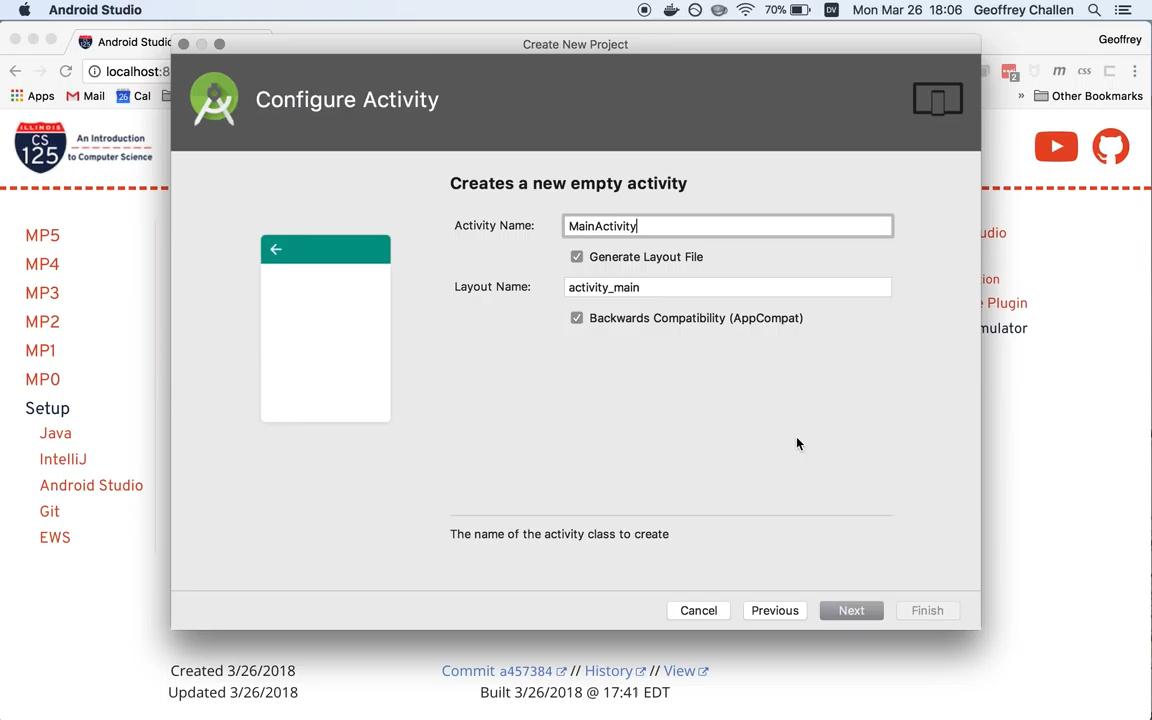 Android Studio
70%
DV
Mon Mar 26 18:06
Geoffrey Challen
Android Studio
Create New Project
Geoffrey
localhost:8
2
m
css
Apps
Mail
26 Cal
» Other Bookmarks
Configure Activity
ILLINOIS
CS
125
An Introduction
to Computer Science
Creates a new empty activity
Activity Name:
MainActivity
Generate Layout File
Layout Name:
activity_main
Backwards Compatibility (AppCompat)
The name of the activity class to create
Cancel
Previous
Next
Finish
MP5
MP4
MP3
MP2
MP1
MP0
Setup
Java
IntelliJ
Android Studio
Git
EWS
udio
ion
e Plugin
mulator
Created 3/26/2018
Updated 3/26/2018
Commit a457384 // History // View
Built 3/26/2018 @ 17:41 EDT